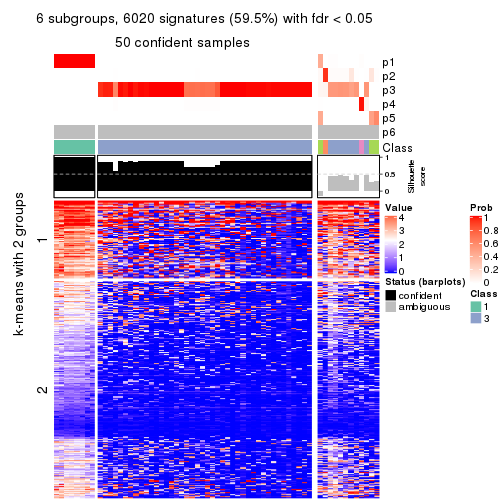 6 subgroups, 6020 signatures (59.5%) with fdr < 0.05
50 confident samples
p1
p2
p3
p4
p5
p6
Class
1
0.5
0
Silhouette
score
k-means with 2 groups
1
2
Value
4
3
2
1
0
Status (barplots)
confident
ambiguous
Prob
1
0.8
0.6
0.4
0.2
0
Class
1
3